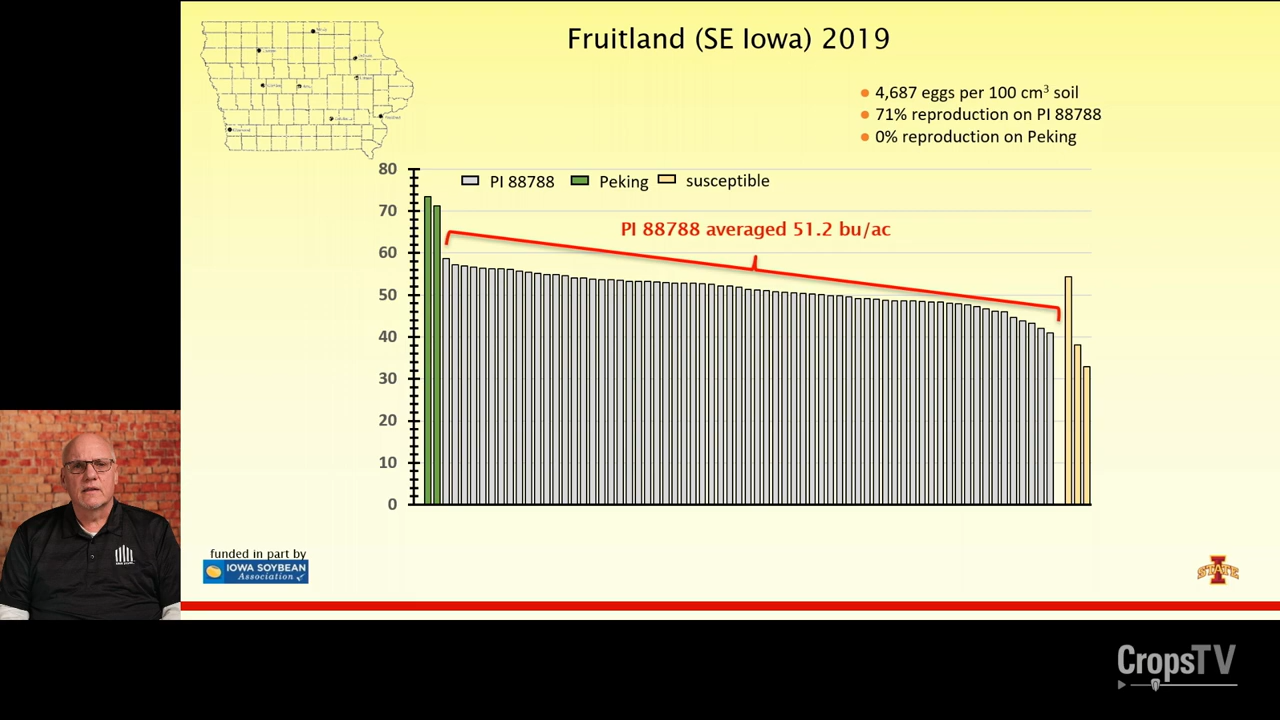 Fruitland (SE Iowa) 2019
4,687 eggs per 100 cm³ soil
71% reproduction on PI 88788
0% reproduction on Peking
80
70
60
50
40
30
20
10
0
PI 88788 Peking susceptible
PI 88788 averaged 51.2 bu/ac
funded in part by
IOWA SOYBEAN
Association
STATE
CropsTV